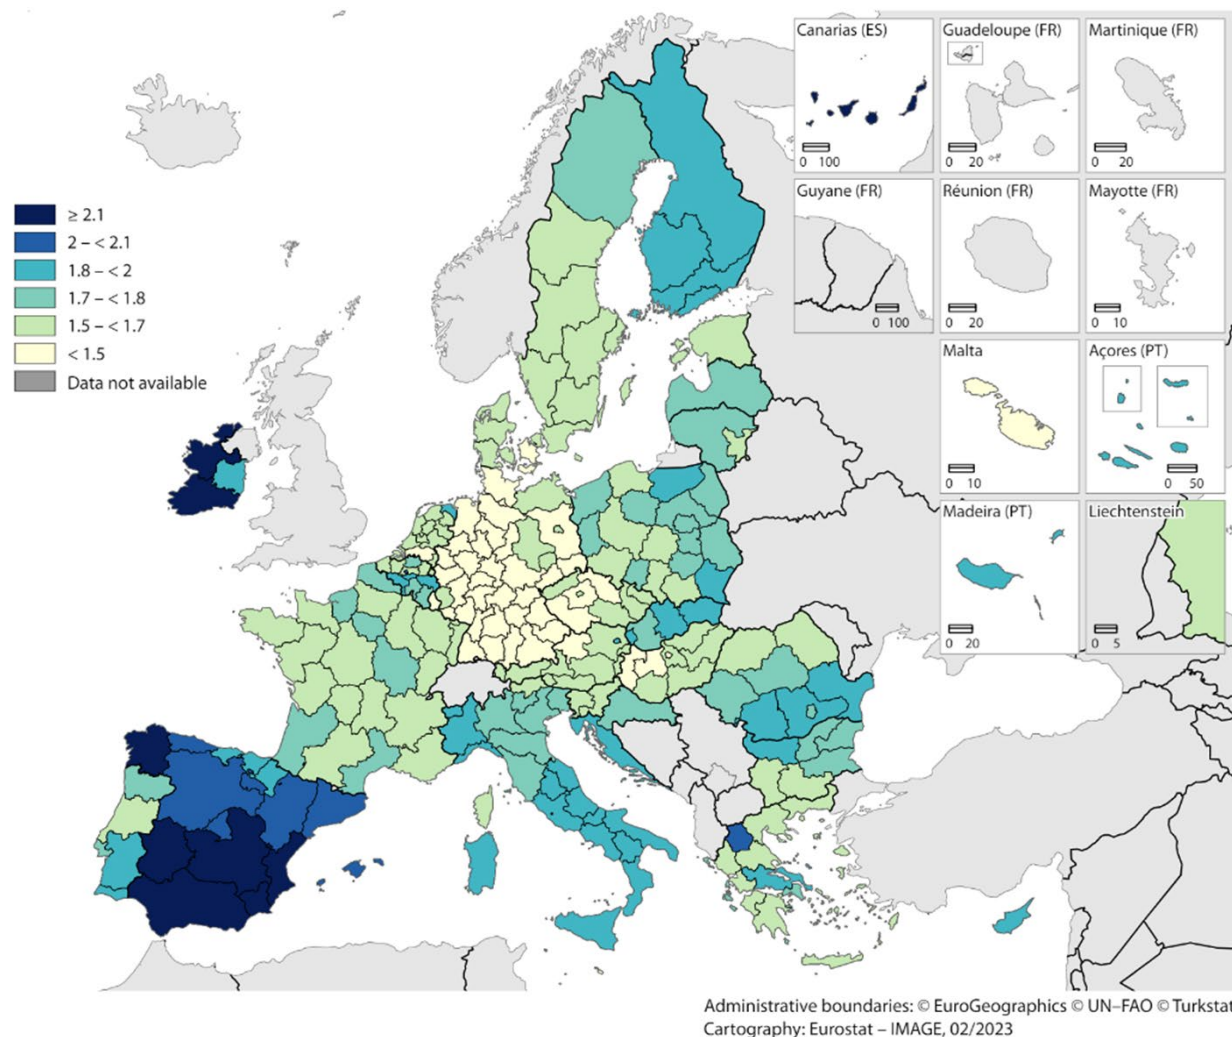 ≥ 2.1
2 – < 2.1
1.8 – < 2
1.7 – < 1.8
1.5 – < 1.7
< 1.5
Data not available
Canarias (ES)
0 100
Guadeloupe (FR)
0 20
Martinique (FR)
0 20
Guyane (FR)
0 100
Réunion (FR)
0 20
Mayotte (FR)
0 10
Malta
0 10
Açores (PT)
0 50
Madeira (PT)
0 20
Liechtenstein
0 5
Administrative boundaries: © EuroGeographics © UN–FAO © Turkstat
Cartography: Eurostat – IMAGE, 02/2023